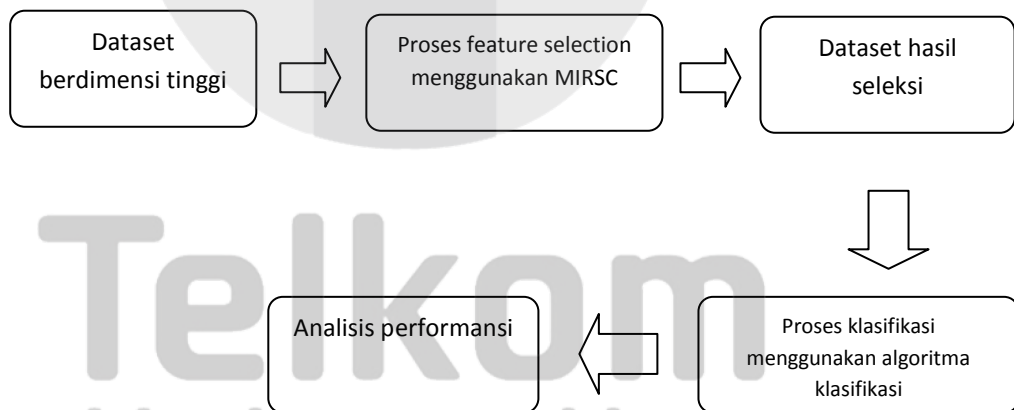 Dataset
berdimensi tinggi
Proses feature selection
menggunakan MIRSC
Dataset hasil
seleksi
Proses klasifikasi
menggunakan algoritma
klasifikasi
Analisis performansi
Telkom